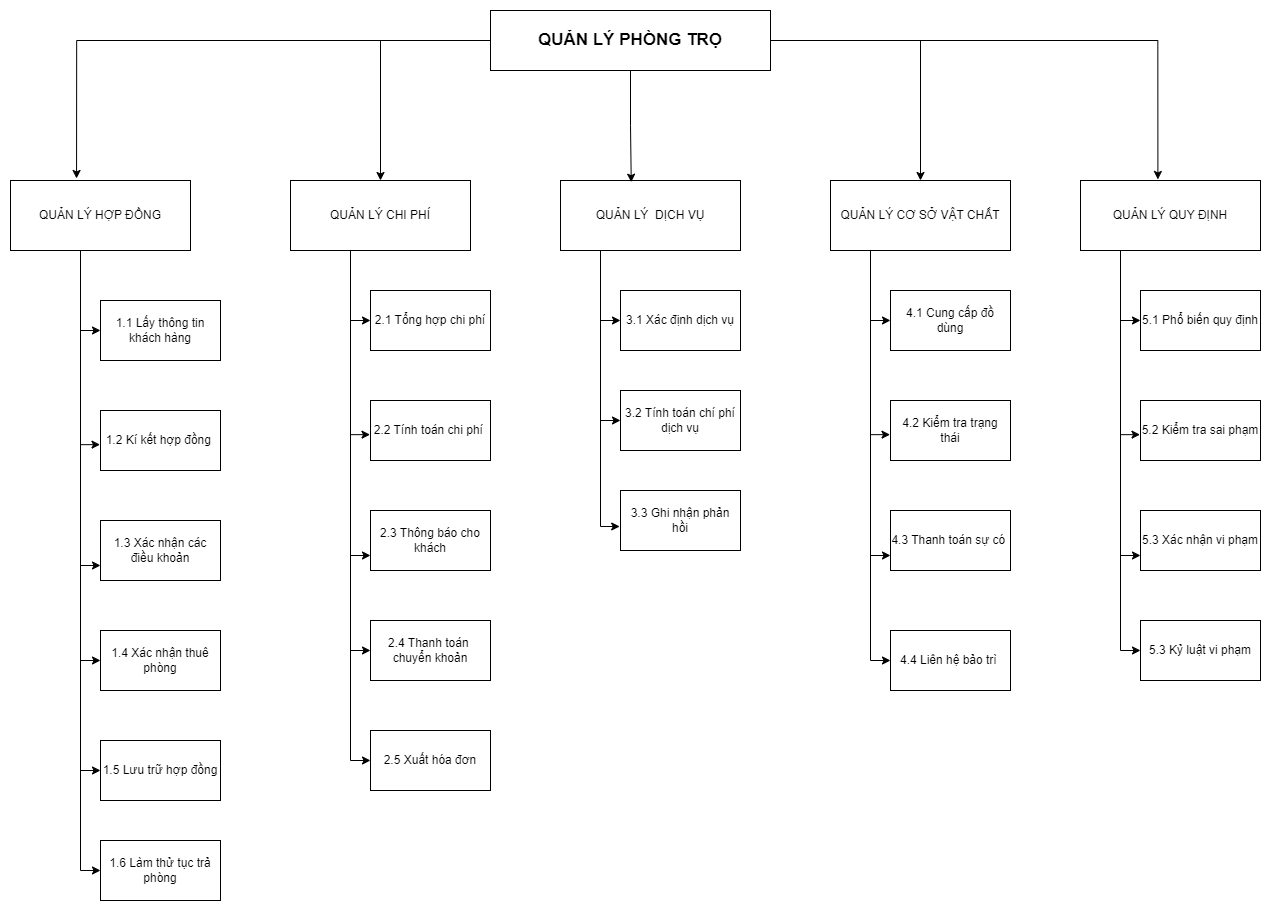 QUẢN LÝ PHÒNG TRỌ
QUẢN LÝ HỢP ĐỒNG
1.1 Lấy thông tin
khách hàng
1.2 Kí kết hợp đồng
1.3 Xác nhận các
điều khoản
1.4 Xác nhận thuê
phòng
1.5 Lưu trữ hợp đồng
1.6 Làm thử tục trả
phòng
QUẢN LÝ CHI PHÍ
2.1 Tổng hợp chi phí
2.2 Tính toán chi phí
2.3 Thông báo cho
khách
2.4 Thanh toán
chuyển khoản
2.5 Xuất hóa đơn
QUẢN LÝ DỊCH VỤ
3.1 Xác định dịch vụ
3.2 Tính toán chí phí
dịch vụ
3.3 Ghi nhận phản
hồi
QUẢN LÝ CƠ SỞ VẬT CHẤT
4.1 Cung cấp đồ
dùng
4.2 Kiểm tra trạng
thái
4.3 Thanh toán sự có
4.4 Liên hệ bảo trì
QUẢN LÝ QUY ĐỊNH
5.1 Phổ biến quy định
5.2 Kiểm tra sai phạm
5.3 Xác nhận vi phạm
5.3 Kỷ luật vi phạm